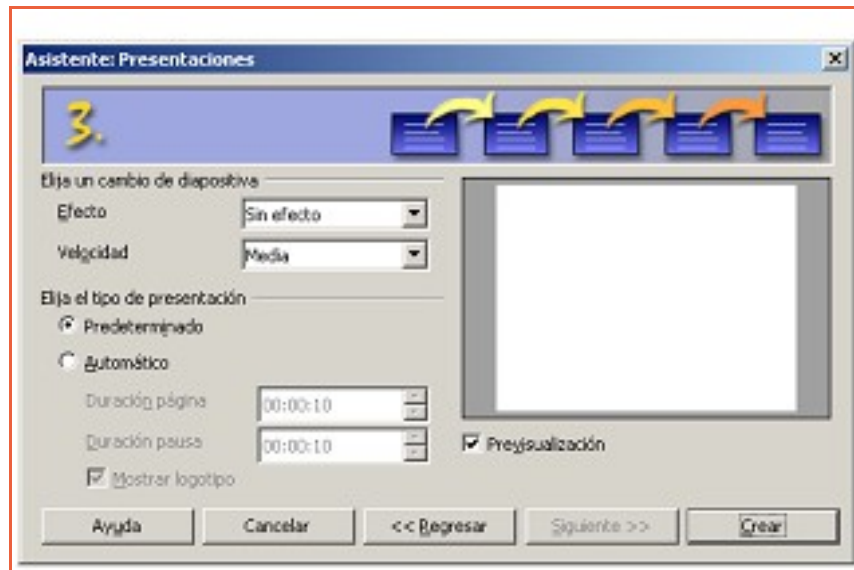 Asistente: Presentaciones
3.
Elija un cambio de diapositiva
Efecto
Sin efecto
Velocidad
Media
Elija el tipo de presentación
Predeterminado
Automático
Duración página
00:00:10
Duración pausa
00:00:10
Mostrar logotipo
Previsualización
Ayuda
Cancelar
<< Regresar
Siguiente >>
Crear